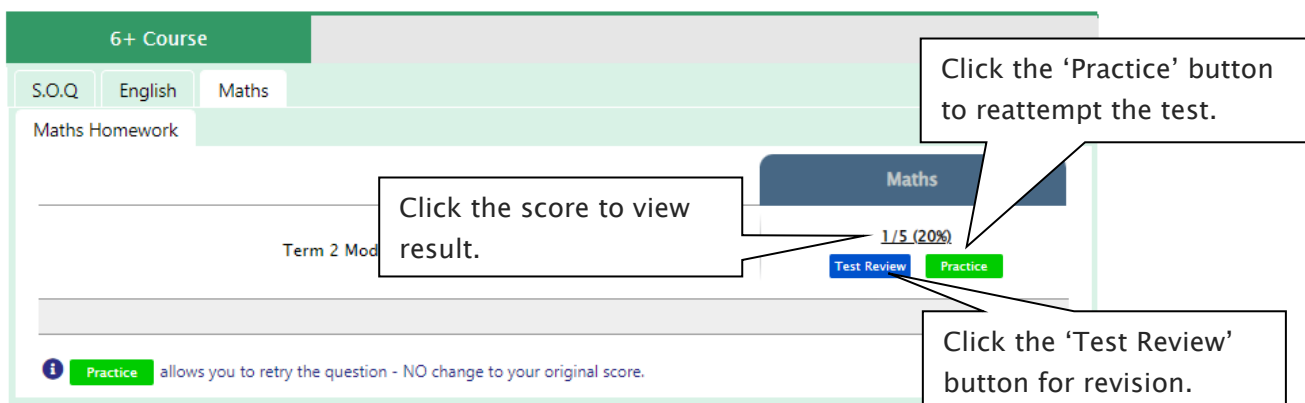 6+ Course
Click the ‘Practice’ button
to reattempt the test.
S.O.Q English Maths
Maths Homework
Maths
Click the score to view
result.
Term 2 Mod
1/5 (20%)
Test Review Practice
Click the ‘Test Review’
button for revision.
Practice allows you to retry the question - NO change to your original score.